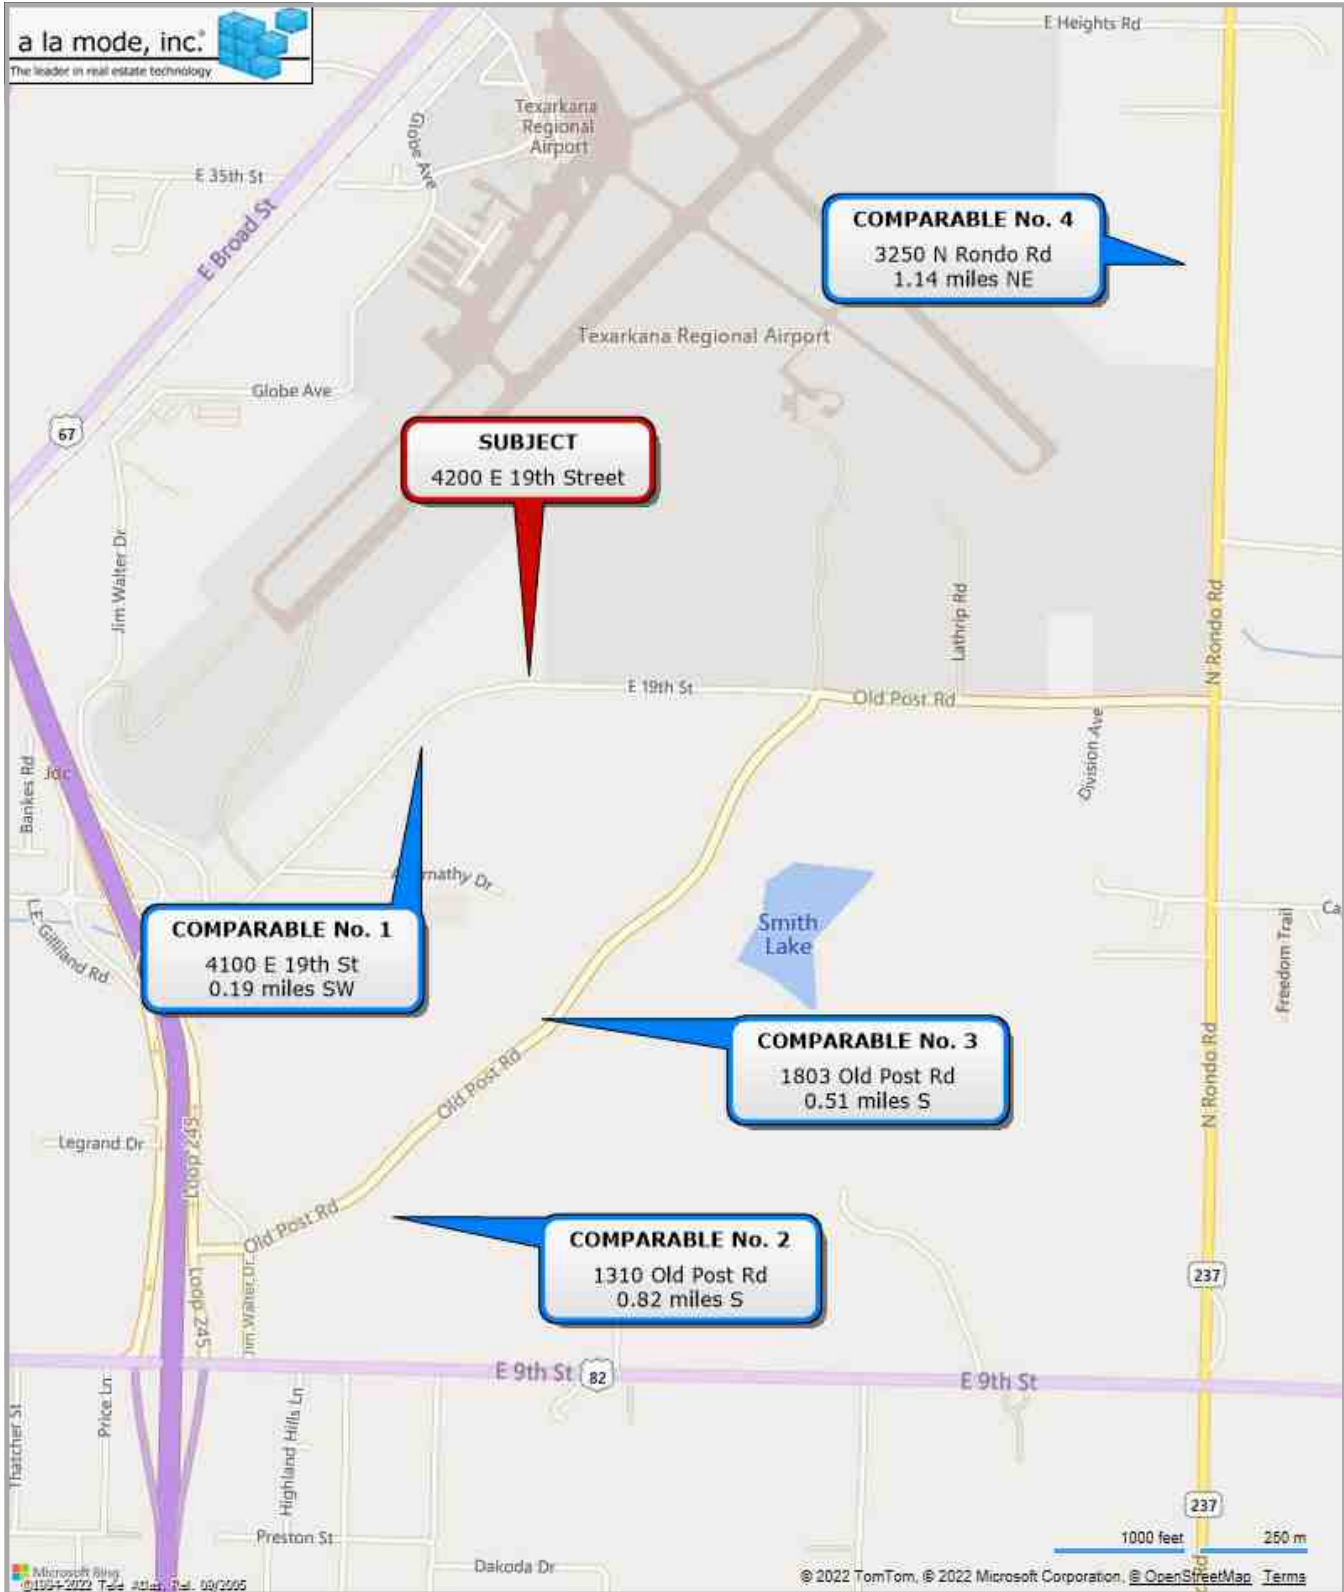 a la mode, inc.®
The leader in real estate technology
E Heights Rd
Texarkana
Regional
Airport
Globe Ave
E 35th St
E Broad St
COMPARABLE No. 4
3250 N Rondo Rd
1.14 miles NE
Texarkana Regional Airport
Globe Ave
67
SUBJECT
4200 E 19th Street
Jim Walter Dr
N Rondo Rd
Lathrip Rd
E 19th St
Old Post Rd
Division Ave
Bankes Rd
Jdc
mathy Dr
L.E. Gilliland Rd
COMPARABLE No. 1
4100 E 19th St
0.19 miles SW
Smith
Lake
Ca
Freedom Trail
COMPARABLE No. 3
1803 Old Post Rd
0.51 miles S
Old Post Rd
N Rondo Rd
Legrand Dr
Loop 245
Old Post Rd
COMPARABLE No. 2
1310 Old Post Rd
0.82 miles S
Loop 245
Jim Walter Dr
237
E 9th St
82
E 9th St
Thatcher St
Price Ln
Highland Hills Ln
237
Preston St
1000 feet
250 m
Dakoda Dr
Rd
Microsoft Bing
© 2022 TomTom, © 2022 Microsoft Corporation, © OpenStreetMap Terms